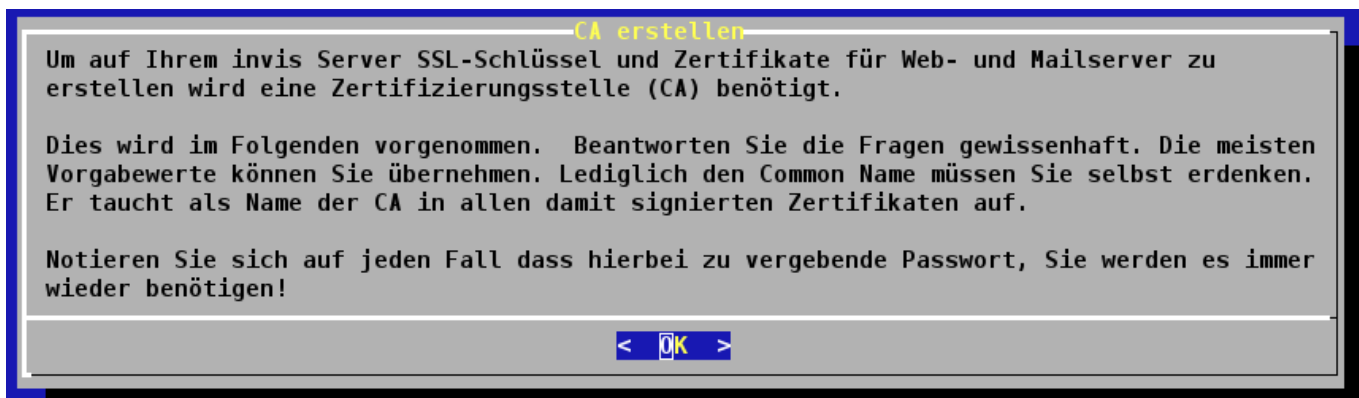 CA erstellen
Um auf Ihrem invis Server SSL-Schlüssel und Zertifikate für Web- und Mailserver zu
erstellen wird eine Zertifizierungsstelle (CA) benötigt.
Dies wird im Folgenden vorgenommen.  Beantworten Sie die Fragen gewissenhaft. Die meisten
Vorgabewerte können Sie übernehmen. Lediglich den Common Name müssen Sie selbst erdenken.
Er taucht als Name der CA in allen damit signierten Zertifikaten auf.
Notieren Sie sich auf jeden Fall dass hierbei zu vergebende Passwort, Sie werden es immer
wieder benötigen!
<  OK  >